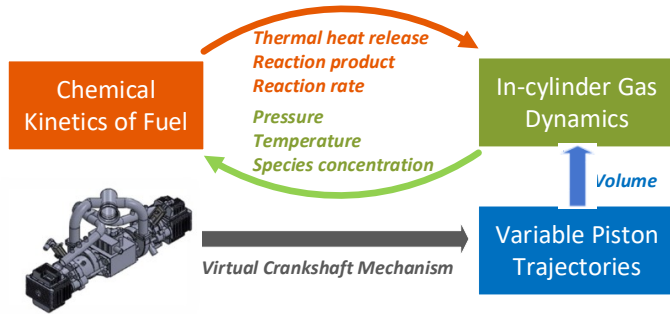 Thermal heat release
Reaction product
Reaction rate
Chemical
Kinetics of Fuel
In-cylinder Gas
Dynamics
Pressure
Temperature
Species concentration
Volume
Virtual Crankshaft Mechanism
Variable Piston
Trajectories